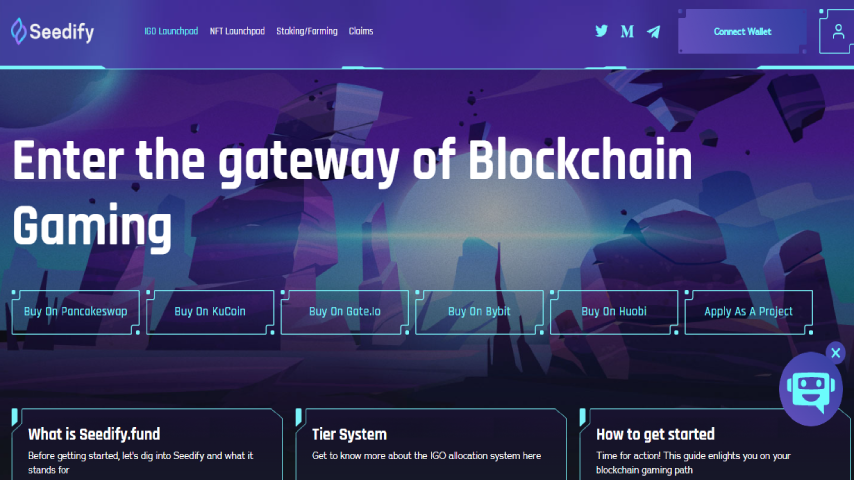 Seedify
IGO Launchpad NFT Launchpad Staking/Farming Claims
Connect Wallet
Enter the gateway of Blockchain
Gaming
Buy On Pancakeswap
Buy On KuCoin
Buy On Gate.Io
Buy On Bybit
Buy On Huobi
Apply As A Project
What is Seedify.fund
Before getting started, let's dig into Seedify and what it
stands for
Tier System
Get to know more about the IGO allocation system here
How to get started
Time for action! This guide enlights you on your
blockchain gaming path